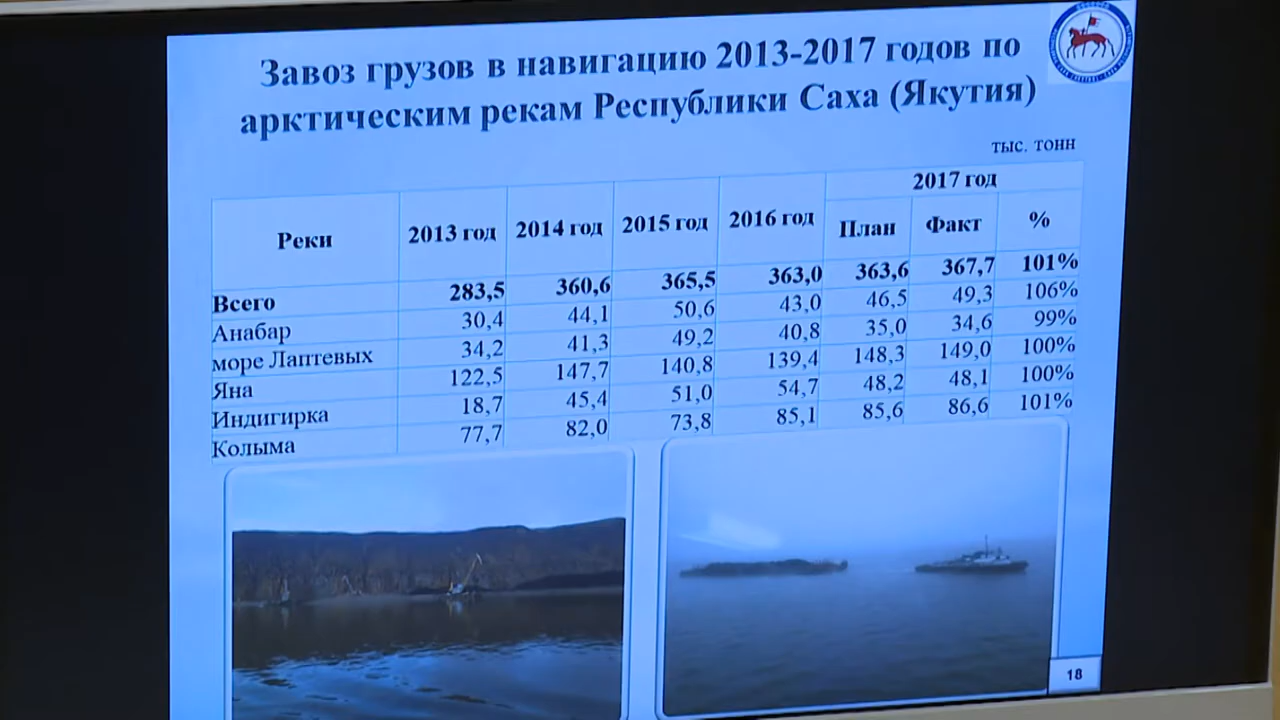 Завоз грузов в навигацию 2013-2017 годов по
арктическим рекам Республики Саха (Якутия)
тыс. тонн
Реки 2013 год 2014 год 2015 год 2016 год 2017 год
План Факт %
Всего 283,5 360,6 365,5 363,0 363,6 367,7 101%
Анабар 30,4 44,1 50,6 43,0 46,5 49,3 106%
море Лаптевых 34,2 41,3 49,2 40,8 35,0 34,6 99%
Яна 122,5 147,7 140,8 139,4 148,3 149,0 100%
Индигирка 18,7 45,4 51,0 54,7 48,2 48,1 100%
Колыма 77,7 82,0 73,8 85,1 85,6 86,6 101%
18